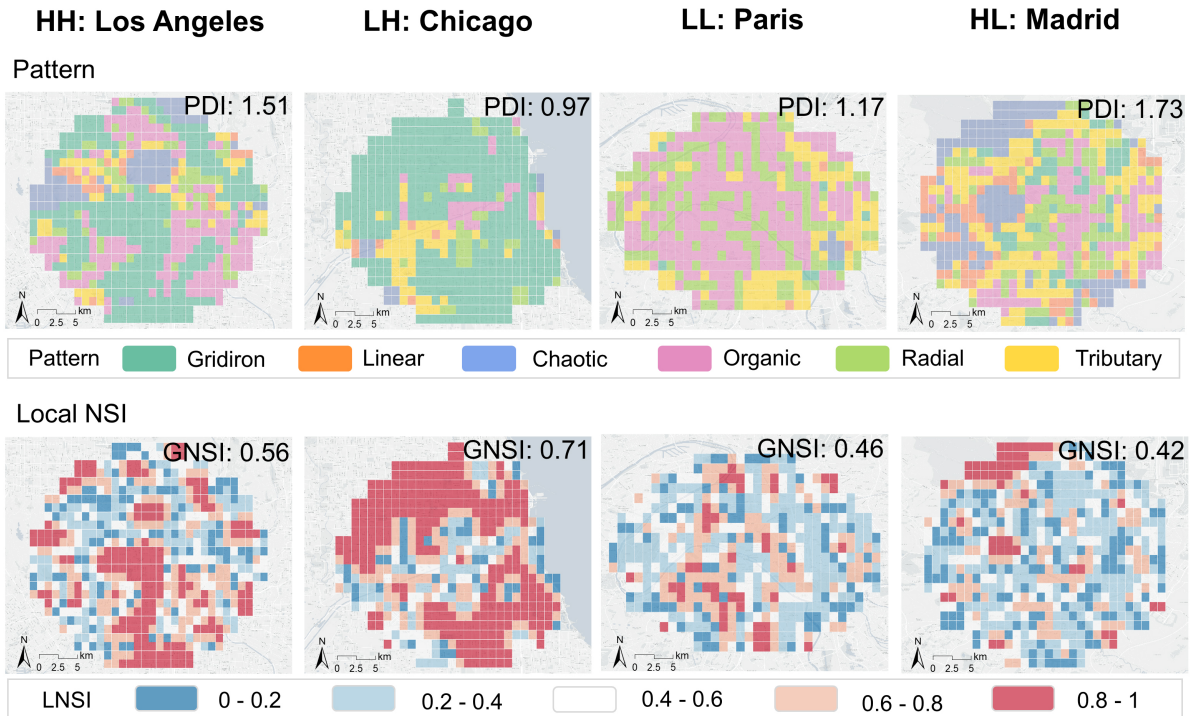 HH: Los Angeles LH: Chicago LL: Paris HL: Madrid
Pattern
PDI: 1.51 PDI: 0.97 PDI: 1.17 PDI: 1.73
N N N N
km km km km
0 2.5 5 0 2.5 5 0 2.5 5 0 2.5 5
Pattern Gridiron Linear Chaotic Organic Radial Tributary
Local NSI
GNSI: 0.56 GNSI: 0.71 GNSI: 0.46 GNSI: 0.42
N N N N
km km km km
0 2.5 5 0 2.5 5 0 2.5 5 0 2.5 5
LNSI 0 - 0.2 0.2 - 0.4 0.4 - 0.6 0.6 - 0.8 0.8 - 1